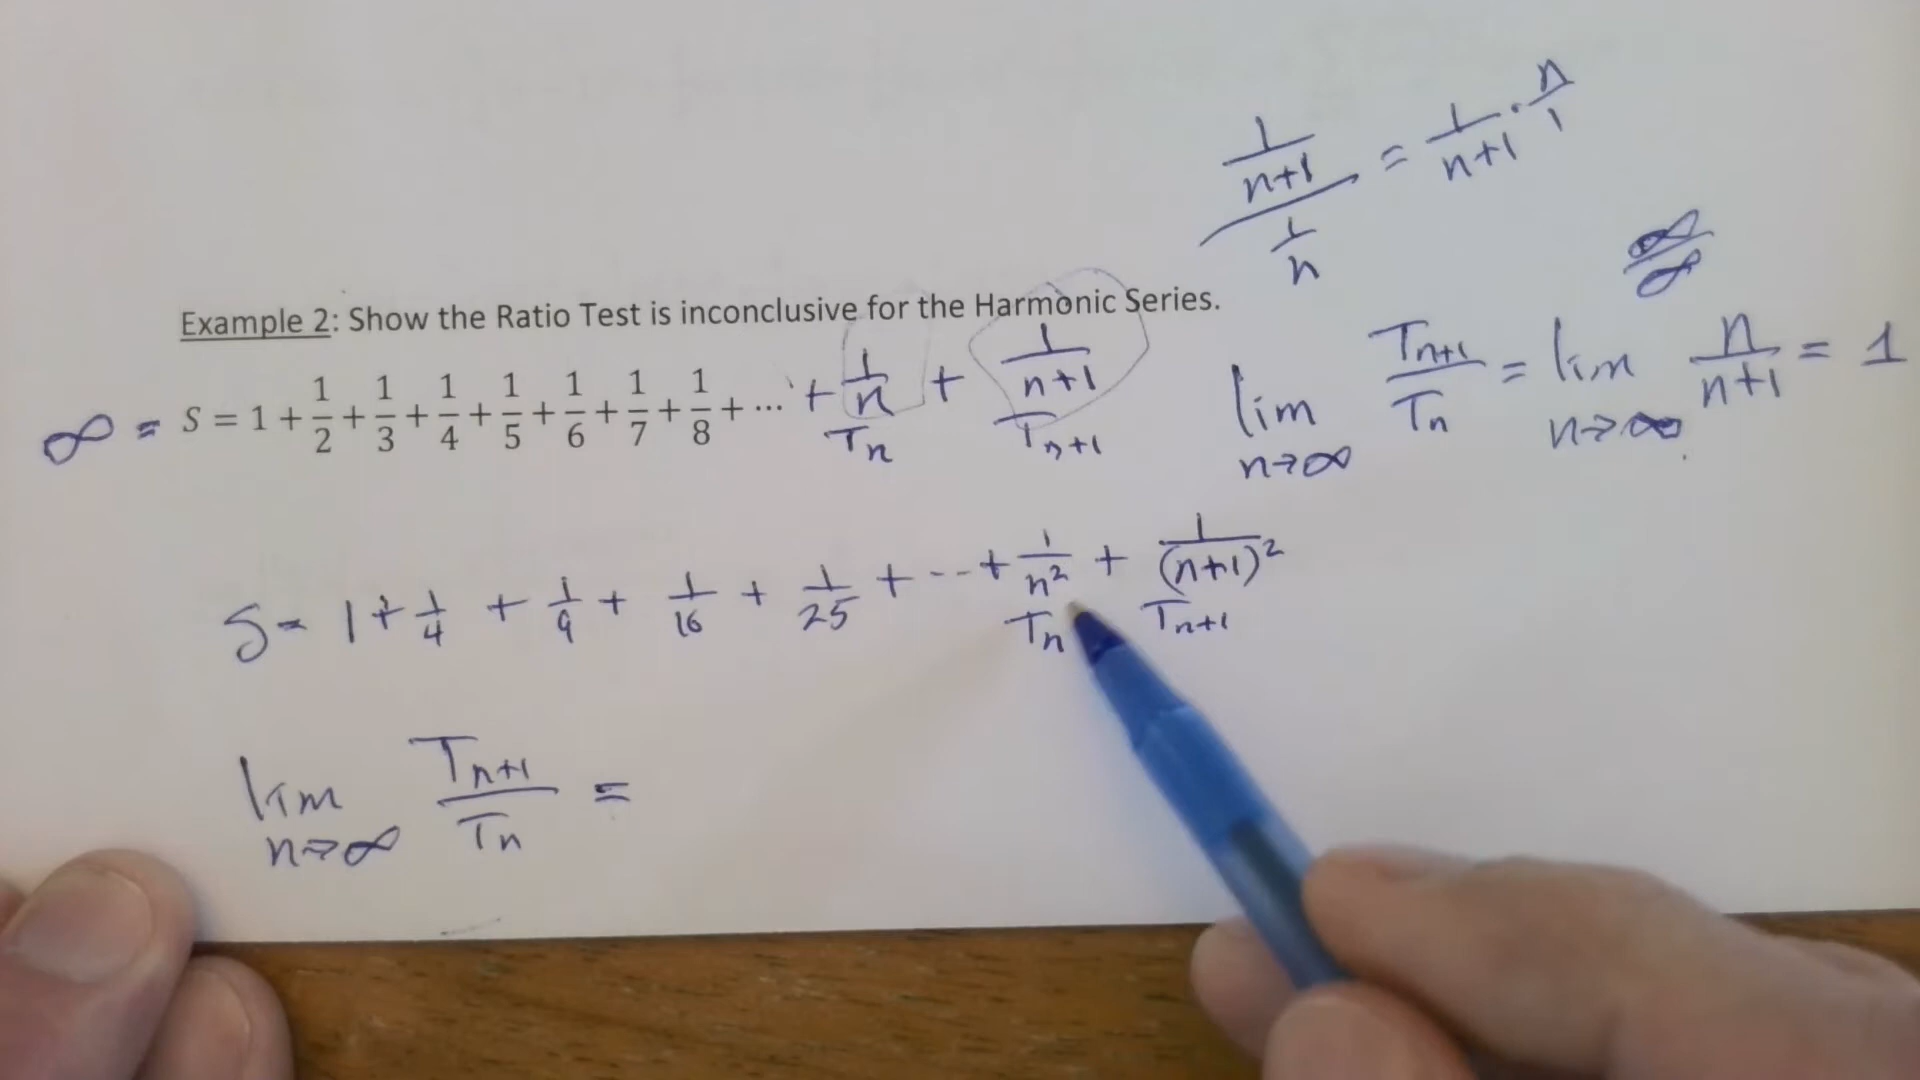 1/(n+1) / 1/n = 1/(n+1) · n/1
∞/∞
Example 2: Show the Ratio Test is inconclusive for the Harmonic Series.
∞ = S = 1 + 1/2 + 1/3 + 1/4 + 1/5 + 1/6 + 1/7 + 1/8 + ... + 1/n + 1/(n+1)
Tn Tn+1
lim n→∞ Tn+1/Tn = lim n→∞ n/(n+1) = 1
S = 1 + 1/4 + 1/9 + 1/16 + 1/25 + --- + 1/n² + 1/(n+1)²
Tn Tn+1
lim n→∞ Tn+1/Tn =